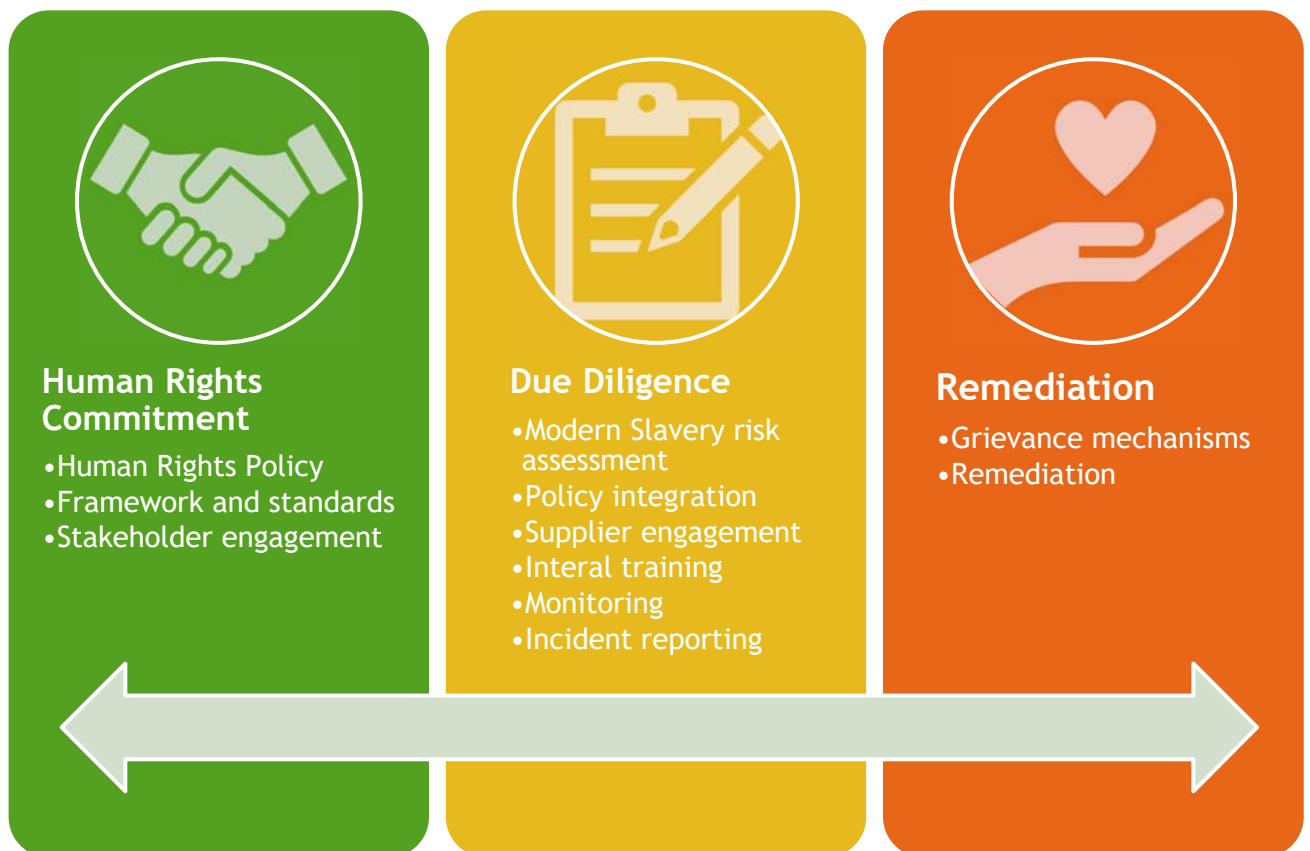 Human Rights
Commitment
•Human Rights Policy
•Framework and standards
•Stakeholder engagement
Due Diligence
•Modern Slavery risk
assessment
•Policy integration
•Supplier engagement
•Interal training
•Monitoring
•Incident reporting
Remediation
•Grievance mechanisms
•Remediation